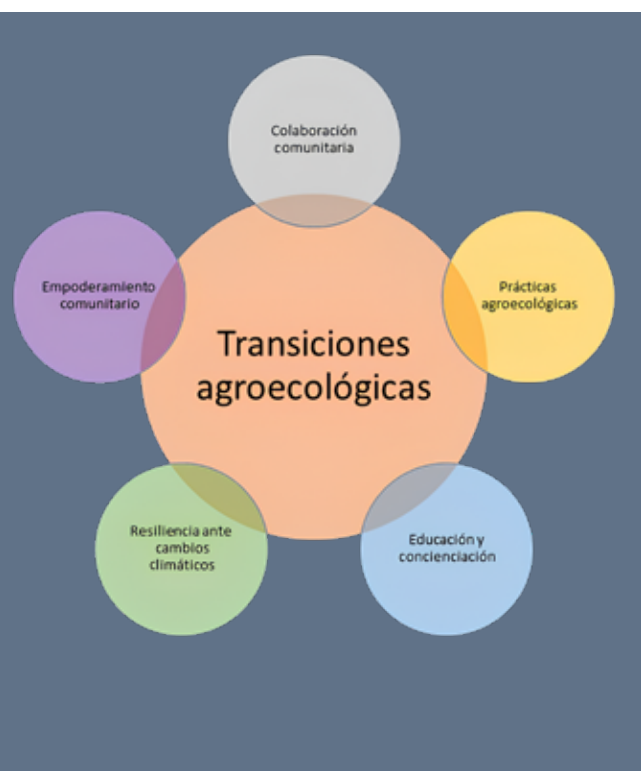 Colaboración
comunitaria
Empoderamiento
comunitario
Prácticas
agroecológicas
Transiciones
agroecológicas
Resiliencia ante
cambios
climáticos
Educación y
concienciación